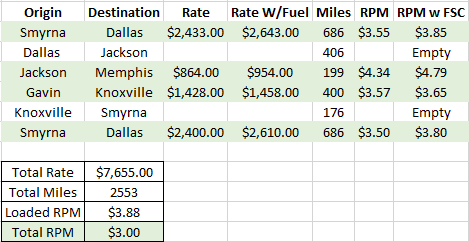 Origin Destination Rate Rate W/Fuel Miles RPM RPM w FSC
Smyrna Dallas $2,433.00 $2,643.00 686 $3.55 $3.85
Dallas Jackson 406 Empty
Jackson Memphis $864.00 $954.00 199 $4.34 $4.79
Gavin Knoxville $1,428.00 $1,458.00 400 $3.57 $3.65
Knoxville Smyrna 176 Empty
Smyrna Dallas $2,400.00 $2,610.00 686 $3.50 $3.80
Total Rate $7,655.00
Total Miles 2553
Loaded RPM $3.88
Total RPM $3.00